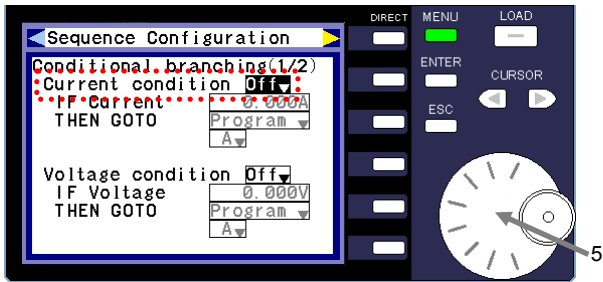 DIRECT MENU LOAD
Sequence Configuration
Conditional branching(1/2)
ENTER
Current condition Off
CURSOR
IF Current 0.000A
ESC
THEN GOTO Program
A
Voltage condition Off
IF Voltage 0.000V
THEN GOTO Program
A
5